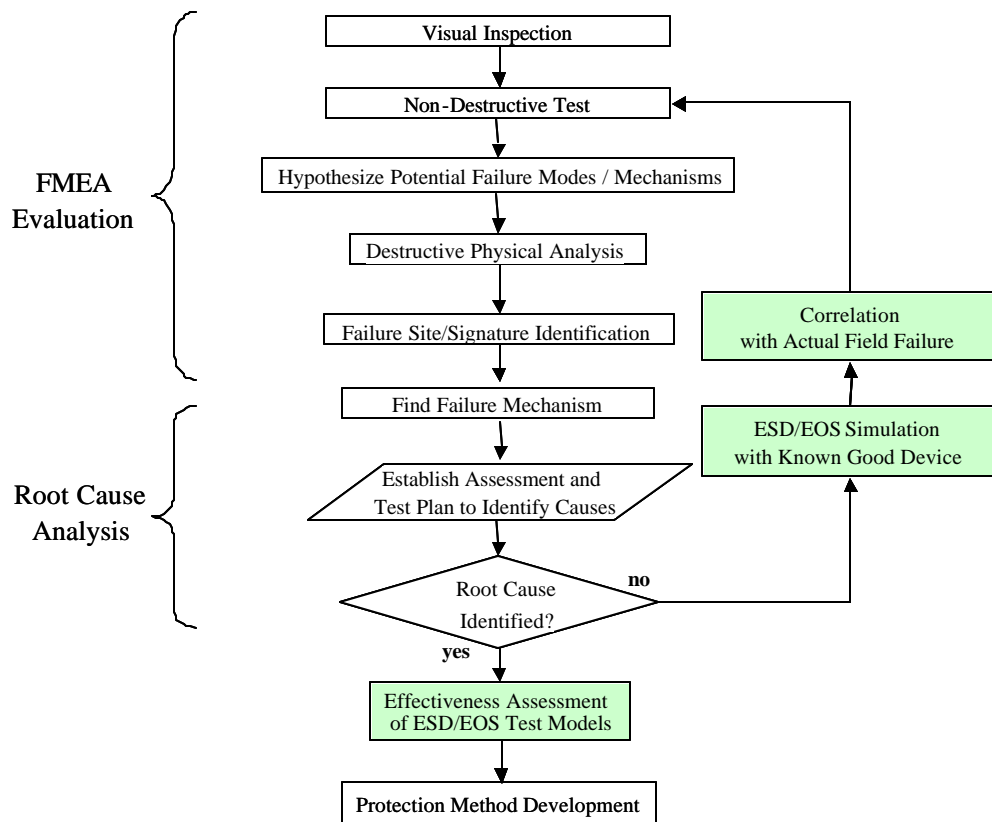 Visual Inspection
Non-Destructive Test
Hypothesize Potential Failure Modes / Mechanisms
FMEA
Evaluation
Destructive Physical Analysis
Failure Site/Signature Identification
Correlation
with Actual Field Failure
Find Failure Mechanism
ESD/EOS Simulation
with Known Good Device
Root Cause
Analysis
Establish Assessment and
Test Plan to Identify Causes
Root Cause
Identified?
no
yes
Effectiveness Assessment
of ESD/EOS Test Models
Protection Method Development